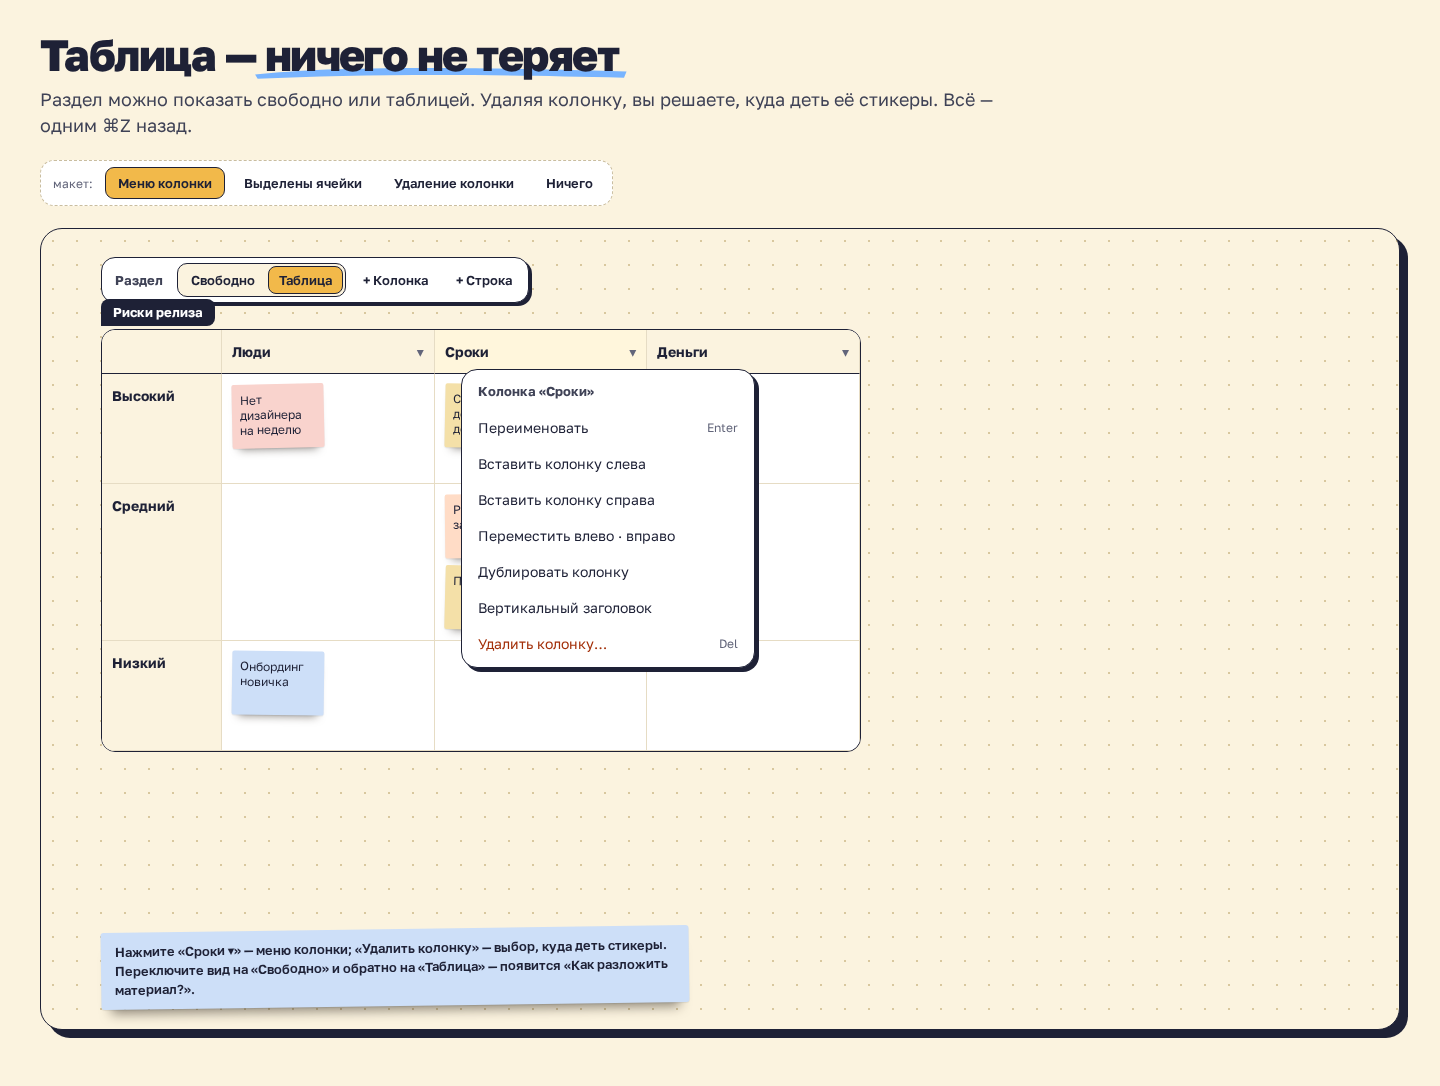 Таблица — ничего не теряет
Раздел можно показать свободно или таблицей. Удаляя колонку, вы решаете, куда деть её стикеры. Всё —
одним ⌘Z назад.
макет: Меню колонки Выделены ячейки Удаление колонки Ничего
Раздел Свободно Таблица + Колонка + Строка
Риски релиза
Люди ▼ Сроки ▼ Деньги ▼
Высокий
Нет
дизайнера
на неделю
Средний
Низкий
Онбординг
новичка
Колонка «Сроки»
Переименовать Enter
Вставить колонку слева
Вставить колонку справа
Переместить влево · вправо
Дублировать колонку
Вертикальный заголовок
Удалить колонку… Del
Нажмите «Сроки ▾» — меню колонки; «Удалить колонку» — выбор, куда деть стикеры.
Переключите вид на «Свободно» и обратно на «Таблица» — появится «Как разложить
материал?».